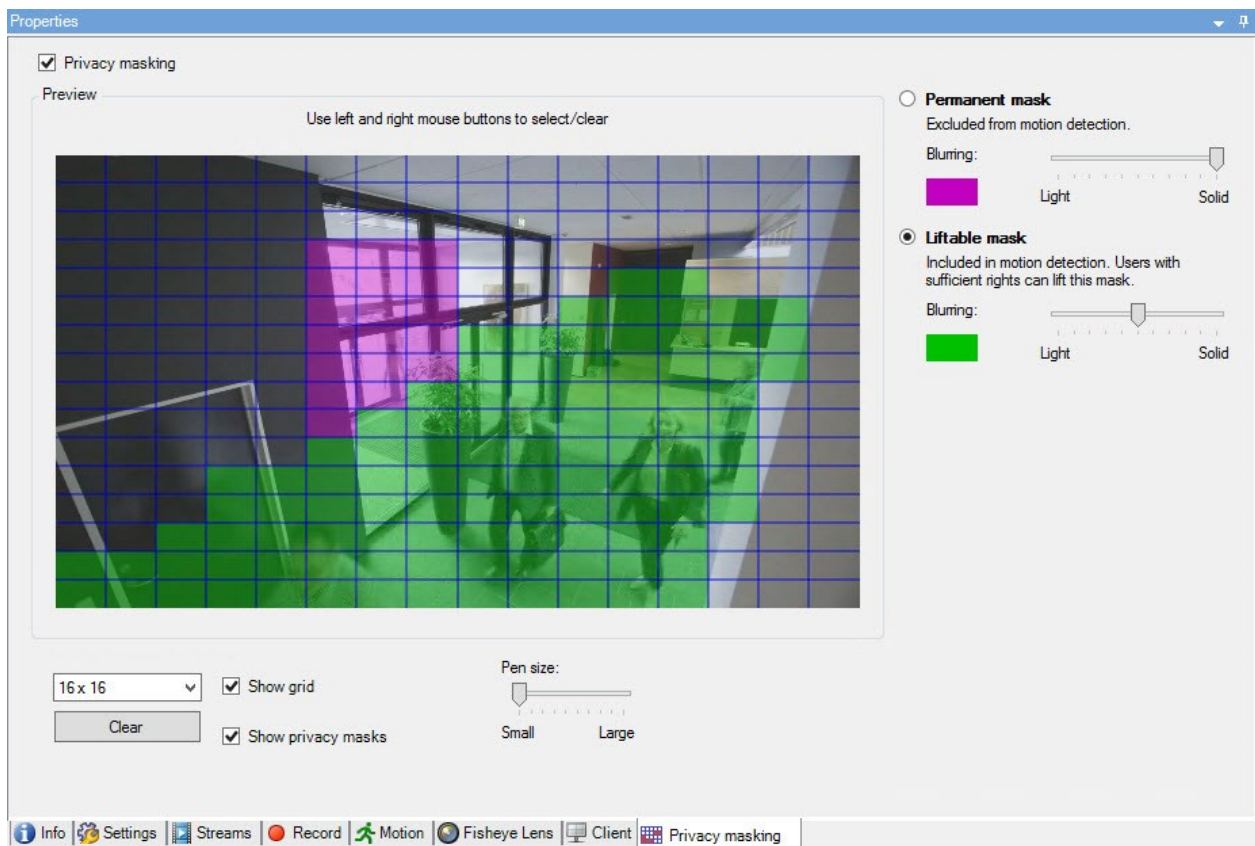 Properties
Privacy masking
Preview
Use left and right mouse buttons to select/clear
Permanent mask
Excluded from motion detection.
Blurring:
Light Solid
Liftable mask
Included in motion detection. Users with
sufficient rights can lift this mask.
Blurring:
Light Solid
16 x 16
Show grid
Clear
Show privacy masks
Pen size:
Small Large
Info Settings Streams Record Motion Fisheye Lens Client Privacy masking